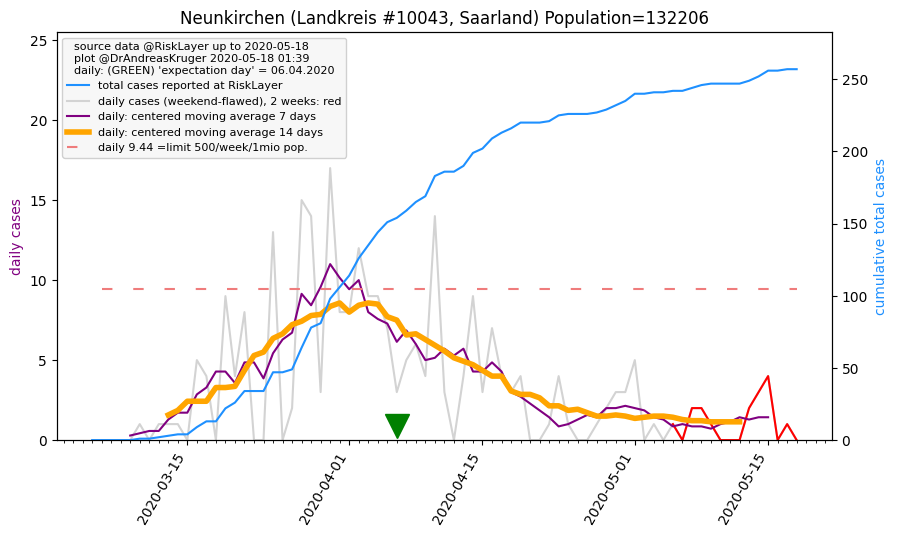 Neunkirchen (Landkreis #10043, Saarland) Population=132206
source data @RiskLayer up to 2020-05-18
plot @DrAndreasKruger 2020-05-18 01:39
daily: (GREEN) 'expectation day' = 06.04.2020
total cases reported at RiskLayer
daily cases (weekend-flawed), 2 weeks: red
daily: centered moving average 7 days
daily: centered moving average 14 days
daily 9.44 =limit 500/week/1mio pop.
daily cases
25
20
15
10
5
0
cumulative total cases
250
200
150
100
50
0
2020-03-15
2020-04-01
2020-04-15
2020-05-01
2020-05-15